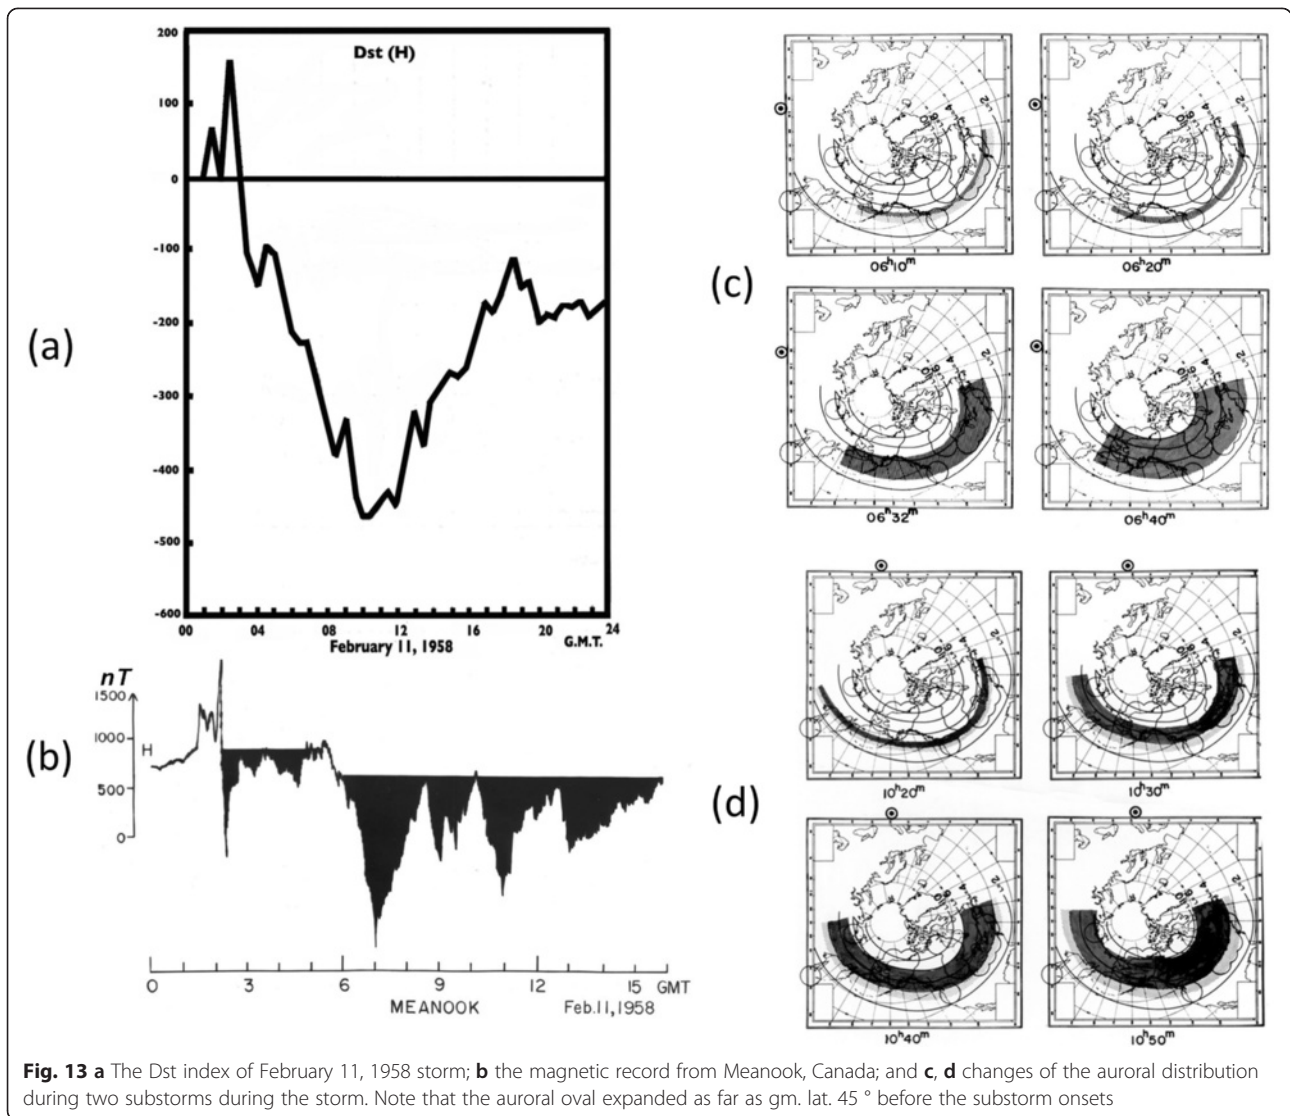 Dst (H)
200
100
0
-100
-200
-300
-400
-500
-600
00 04 08 12 16 20 24
February 11, 1958 G.M.T.
(a)
nT
1500
1000
H
500
0
(b)
0 3 6 9 12 15 GMT
MEANOOK Feb.11,1958
(c)
06h10m 06h20m
06h32m 06h40m
(d)
10h20m 10h30m
10h40m 10h50m
Fig. 13 a The Dst index of February 11, 1958 storm; b the magnetic record from Meanook, Canada; and c, d changes of the auroral distribution
during two substorms during the storm. Note that the auroral oval expanded as far as gm. lat. 45 ° before the substorm onsets